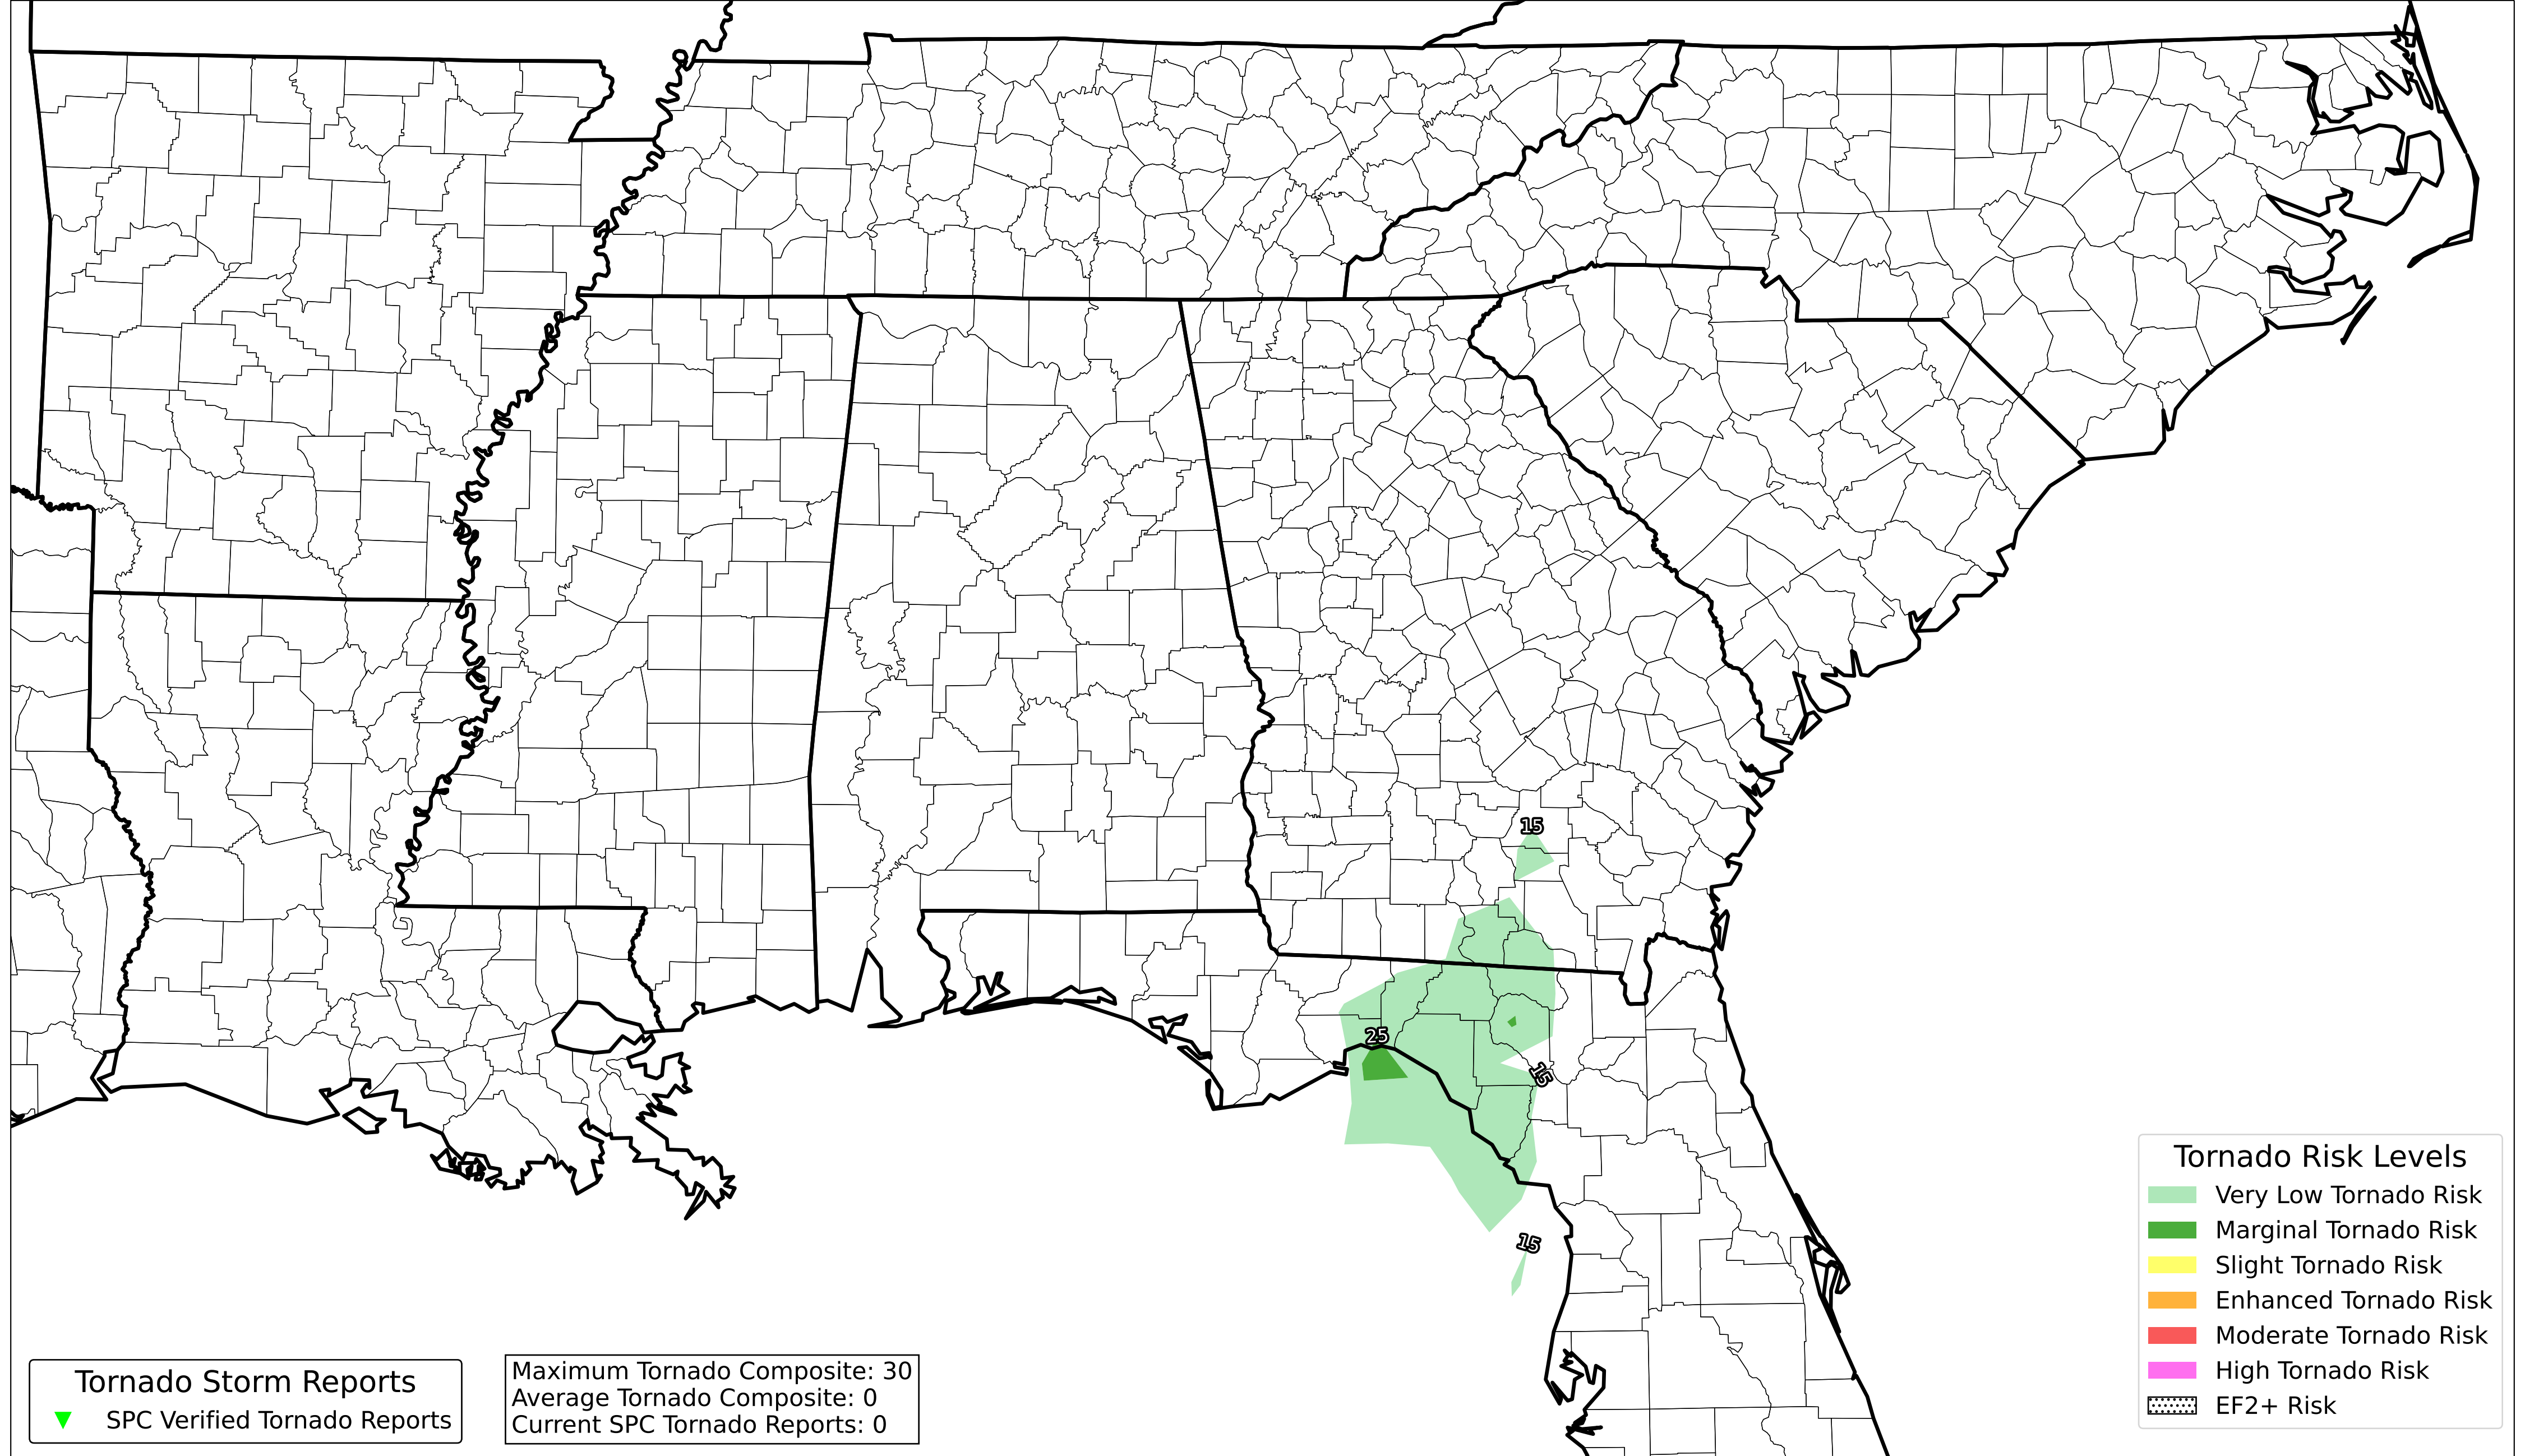 15
25
15
15
Tornado Storm Reports
SPC Verified Tornado Reports
Maximum Tornado Composite: 30
Average Tornado Composite: 0
Current SPC Tornado Reports: 0
Tornado Risk Levels
Very Low Tornado Risk
Marginal Tornado Risk
Slight Tornado Risk
Enhanced Tornado Risk
Moderate Tornado Risk
High Tornado Risk
EF2+ Risk